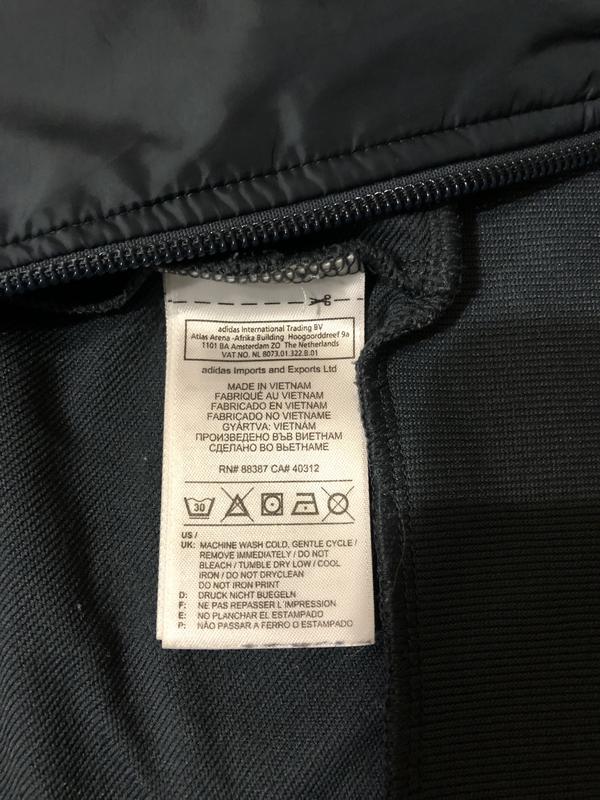 adidas International Trading BV
Atlas Arena -Afrika Building Hoogoorddreef 9a
1101 BA Amsterdam ZO The Netherlands
VAT NO. NL 8073.01.322.B.01
adidas Imports and Exports Ltd
MADE IN VIETNAM
FABRIQUÉ AU VIETNAM
FABRICADO EN VIETNAM
FABRICADO NO VIETNAME
GYÁRTVA: VIETNÁM
ПРОИЗВЕДЕНО ВЪВ ВИЕТНАМ
СДЕЛАНО ВО ВЬЕТНАМЕ
RN# 88387 CA# 40312
30
US /
UK: MACHINE WASH COLD, GENTLE CYCLE /
REMOVE IMMEDIATELY / DO NOT
BLEACH / TUMBLE DRY LOW / COOL
IRON / DO NOT DRYCLEAN
DO NOT IRON PRINT
D: DRUCK NICHT BUEGELN
F: NE PAS REPASSER L'IMPRESSION
E: NO PLANCHAR EL ESTAMPADO
P: NÃO PASSAR A FERRO O ESTAMPADO